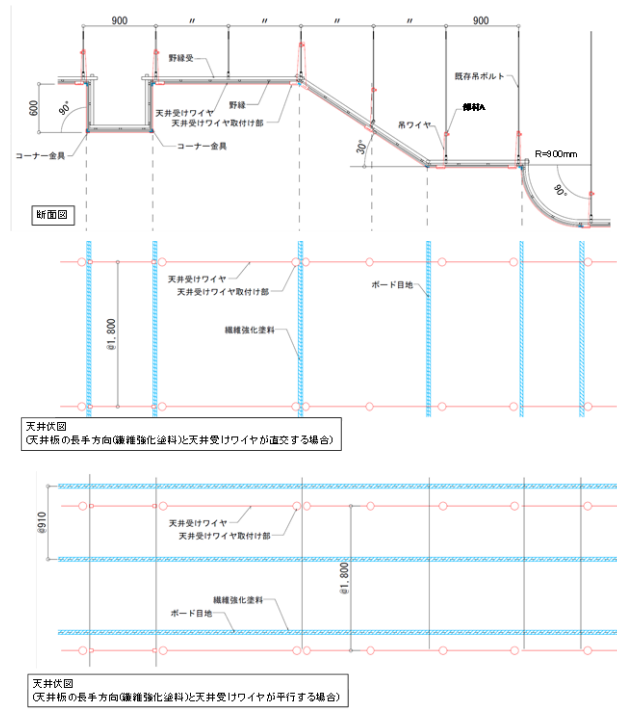 900
〃
〃
〃
〃
〃
900
野縁受
既存吊ボルト
600
90°
天井受けワイヤ
野縁
天井受けワイヤ取付け部
部材A
吊ワイヤ
コーナー金具
コーナー金具
30°
R=900mm
90°
断面図
天井受けワイヤ
天井受けワイヤ取付け部
ボード目地
@1,800
繊維強化塗料
天井伏図
(天井板の長手方向(繊維強化塗料)と天井受けワイヤが直交する場合)
@910
天井受けワイヤ
天井受けワイヤ取付け部
@1,800
繊維強化塗料
ボード目地
天井伏図
(天井板の長手方向(繊維強化塗料)と天井受けワイヤが平行する場合)